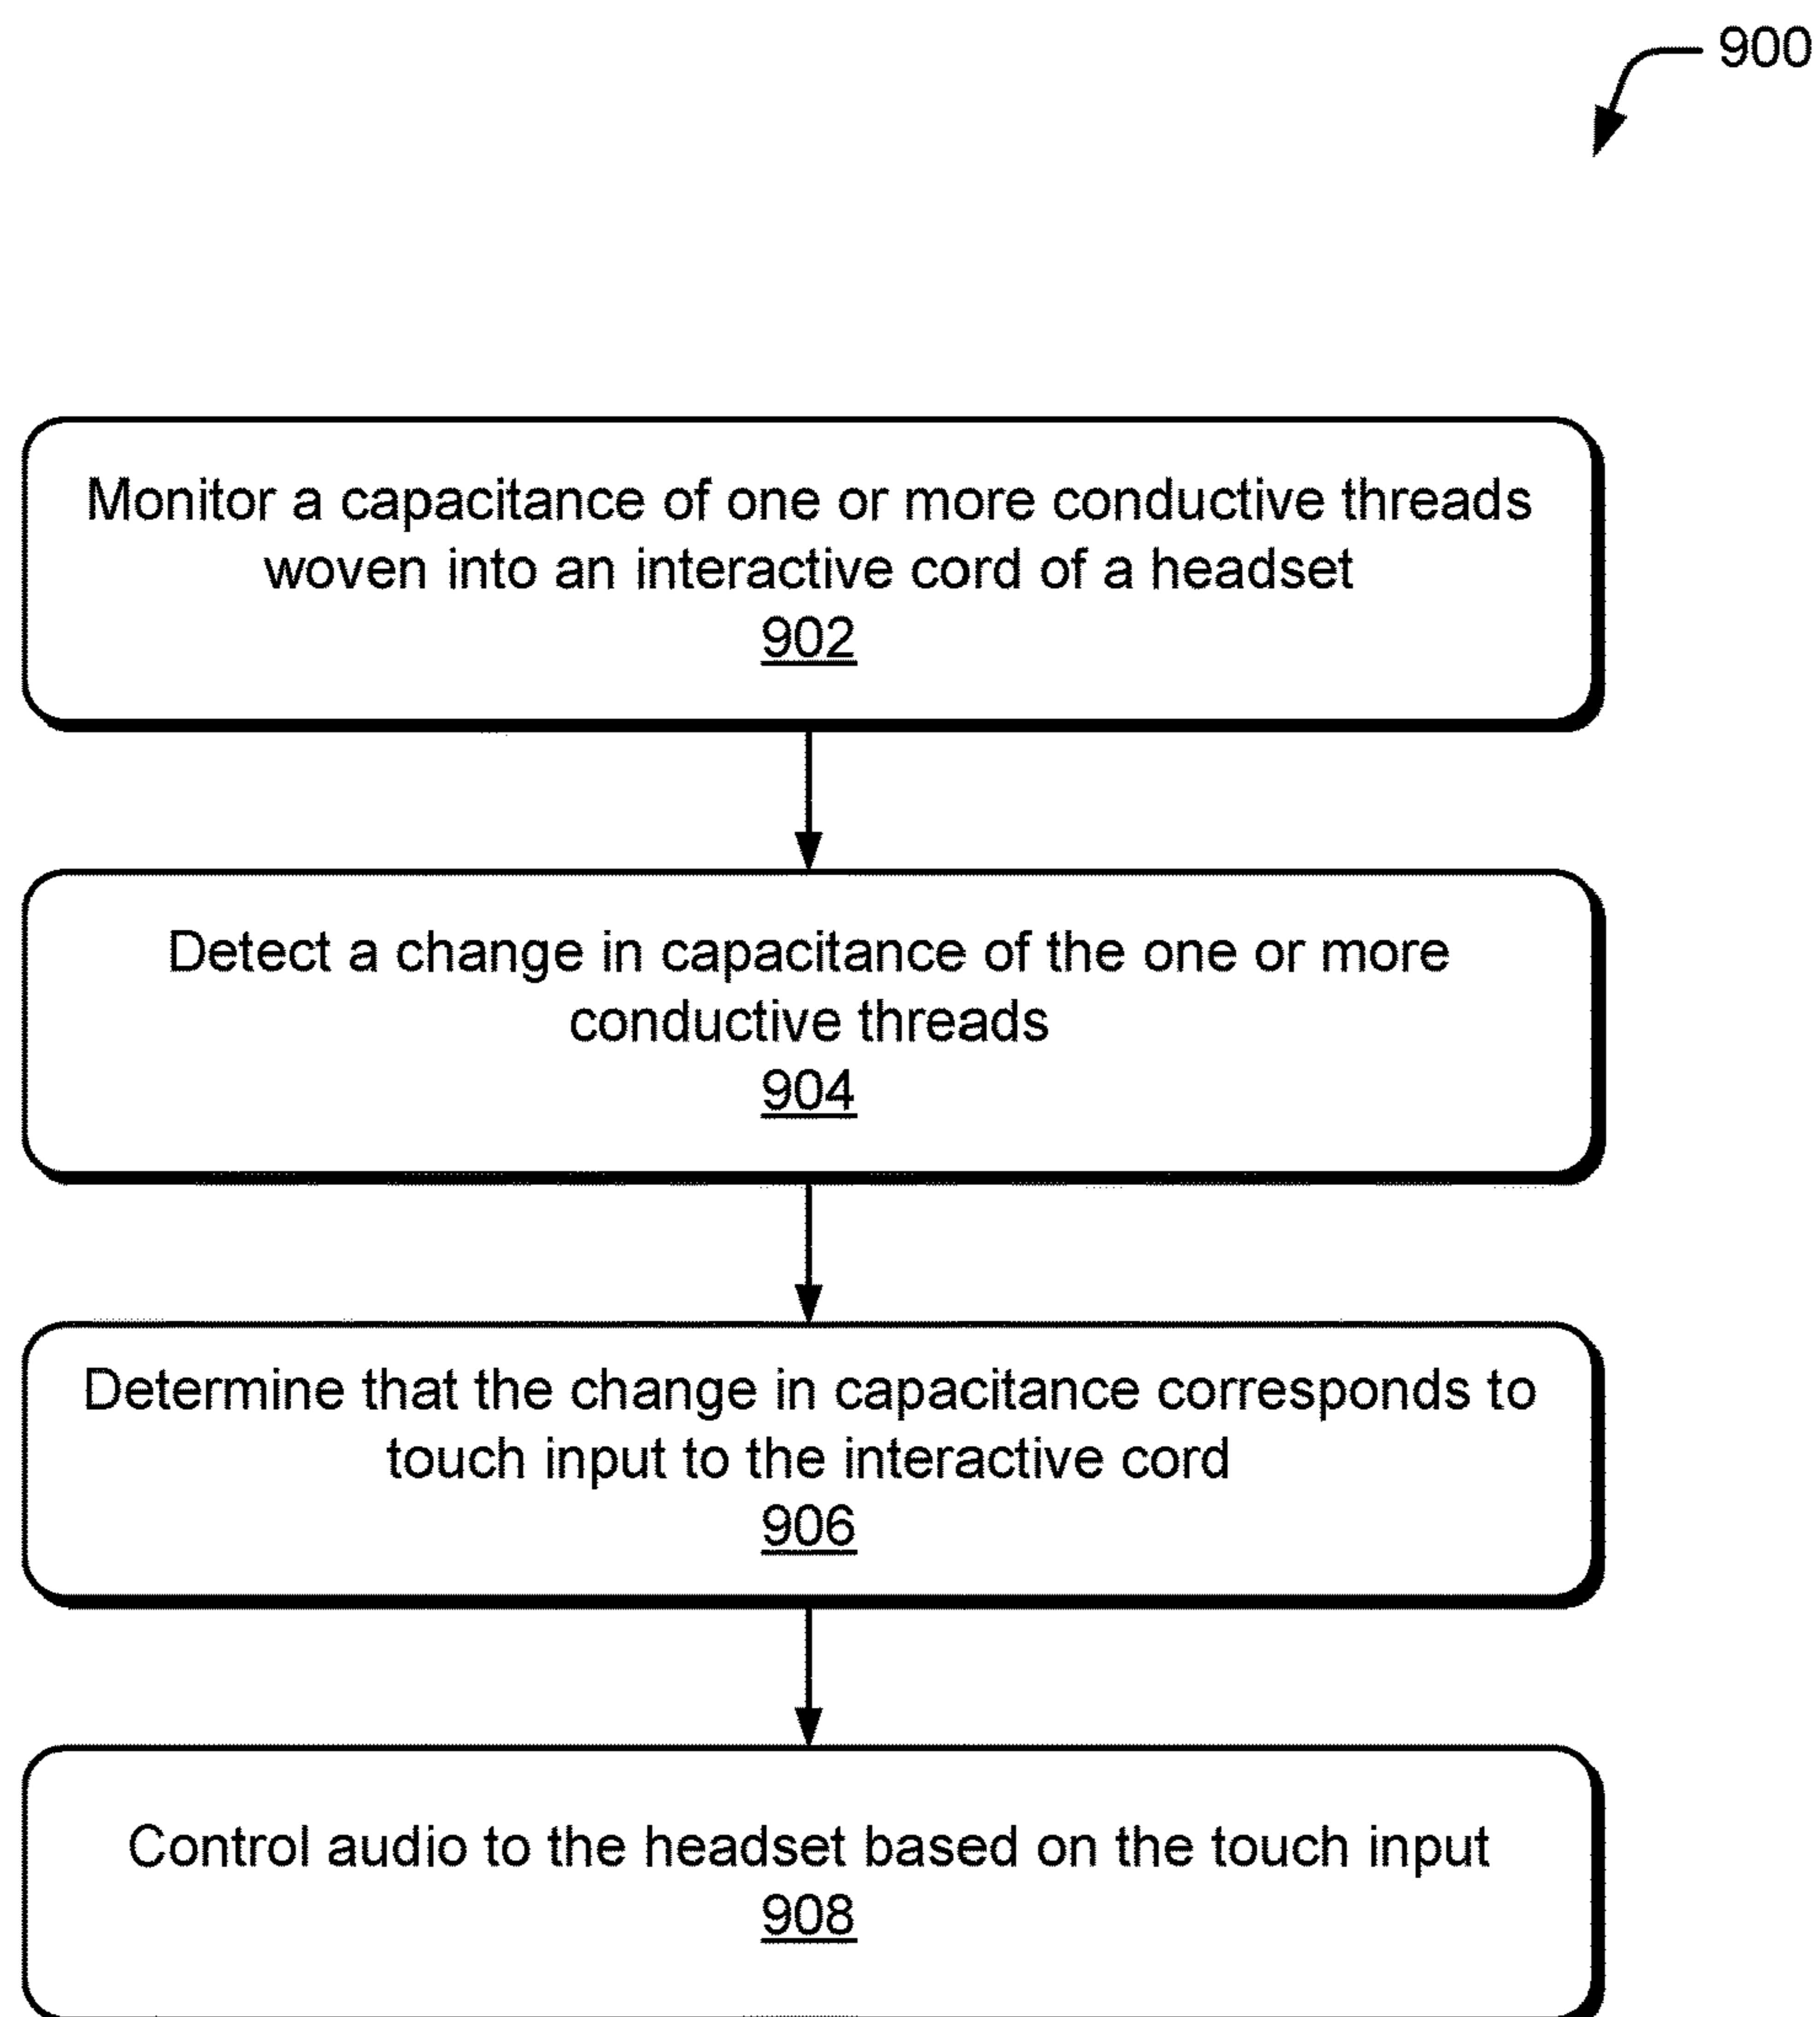 900
Monitor a capacitance of one or more conductive threads
woven into an interactive cord of a headset
902
Detect a change in capacitance of the one or more
conductive threads
904
Determine that the change in capacitance corresponds to
touch input to the interactive cord
906
Control audio to the headset based on the touch input
908